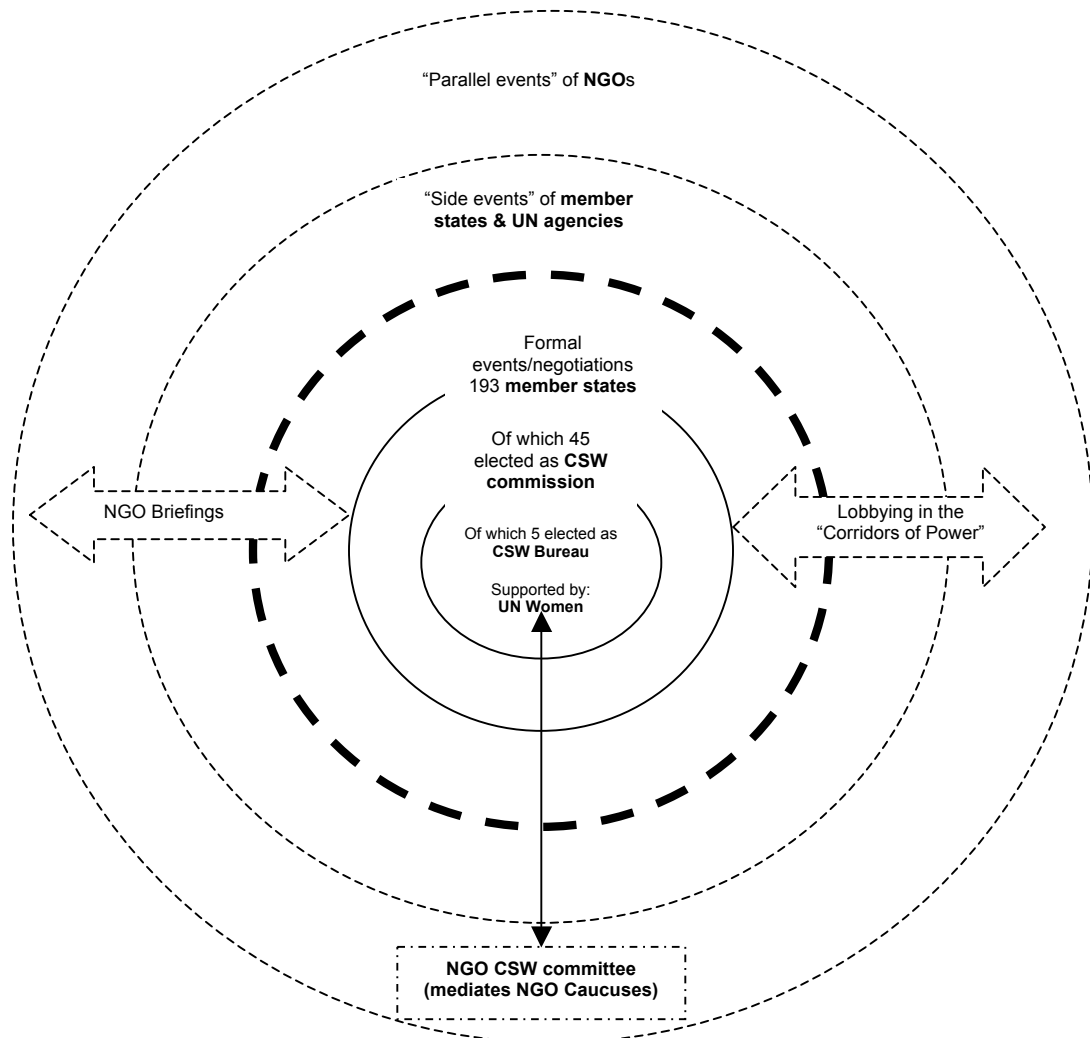 “Parallel events” of NGOs
“Side events” of member
states & UN agencies
Formal
events/negotiations
193 member states
Of which 45
elected as CSW
commission
NGO Briefings
Lobbying in the
“Corridors of Power”
Of which 5 elected as
CSW Bureau
Supported by:
UN Women
NGO CSW committee
(mediates NGO Caucuses)